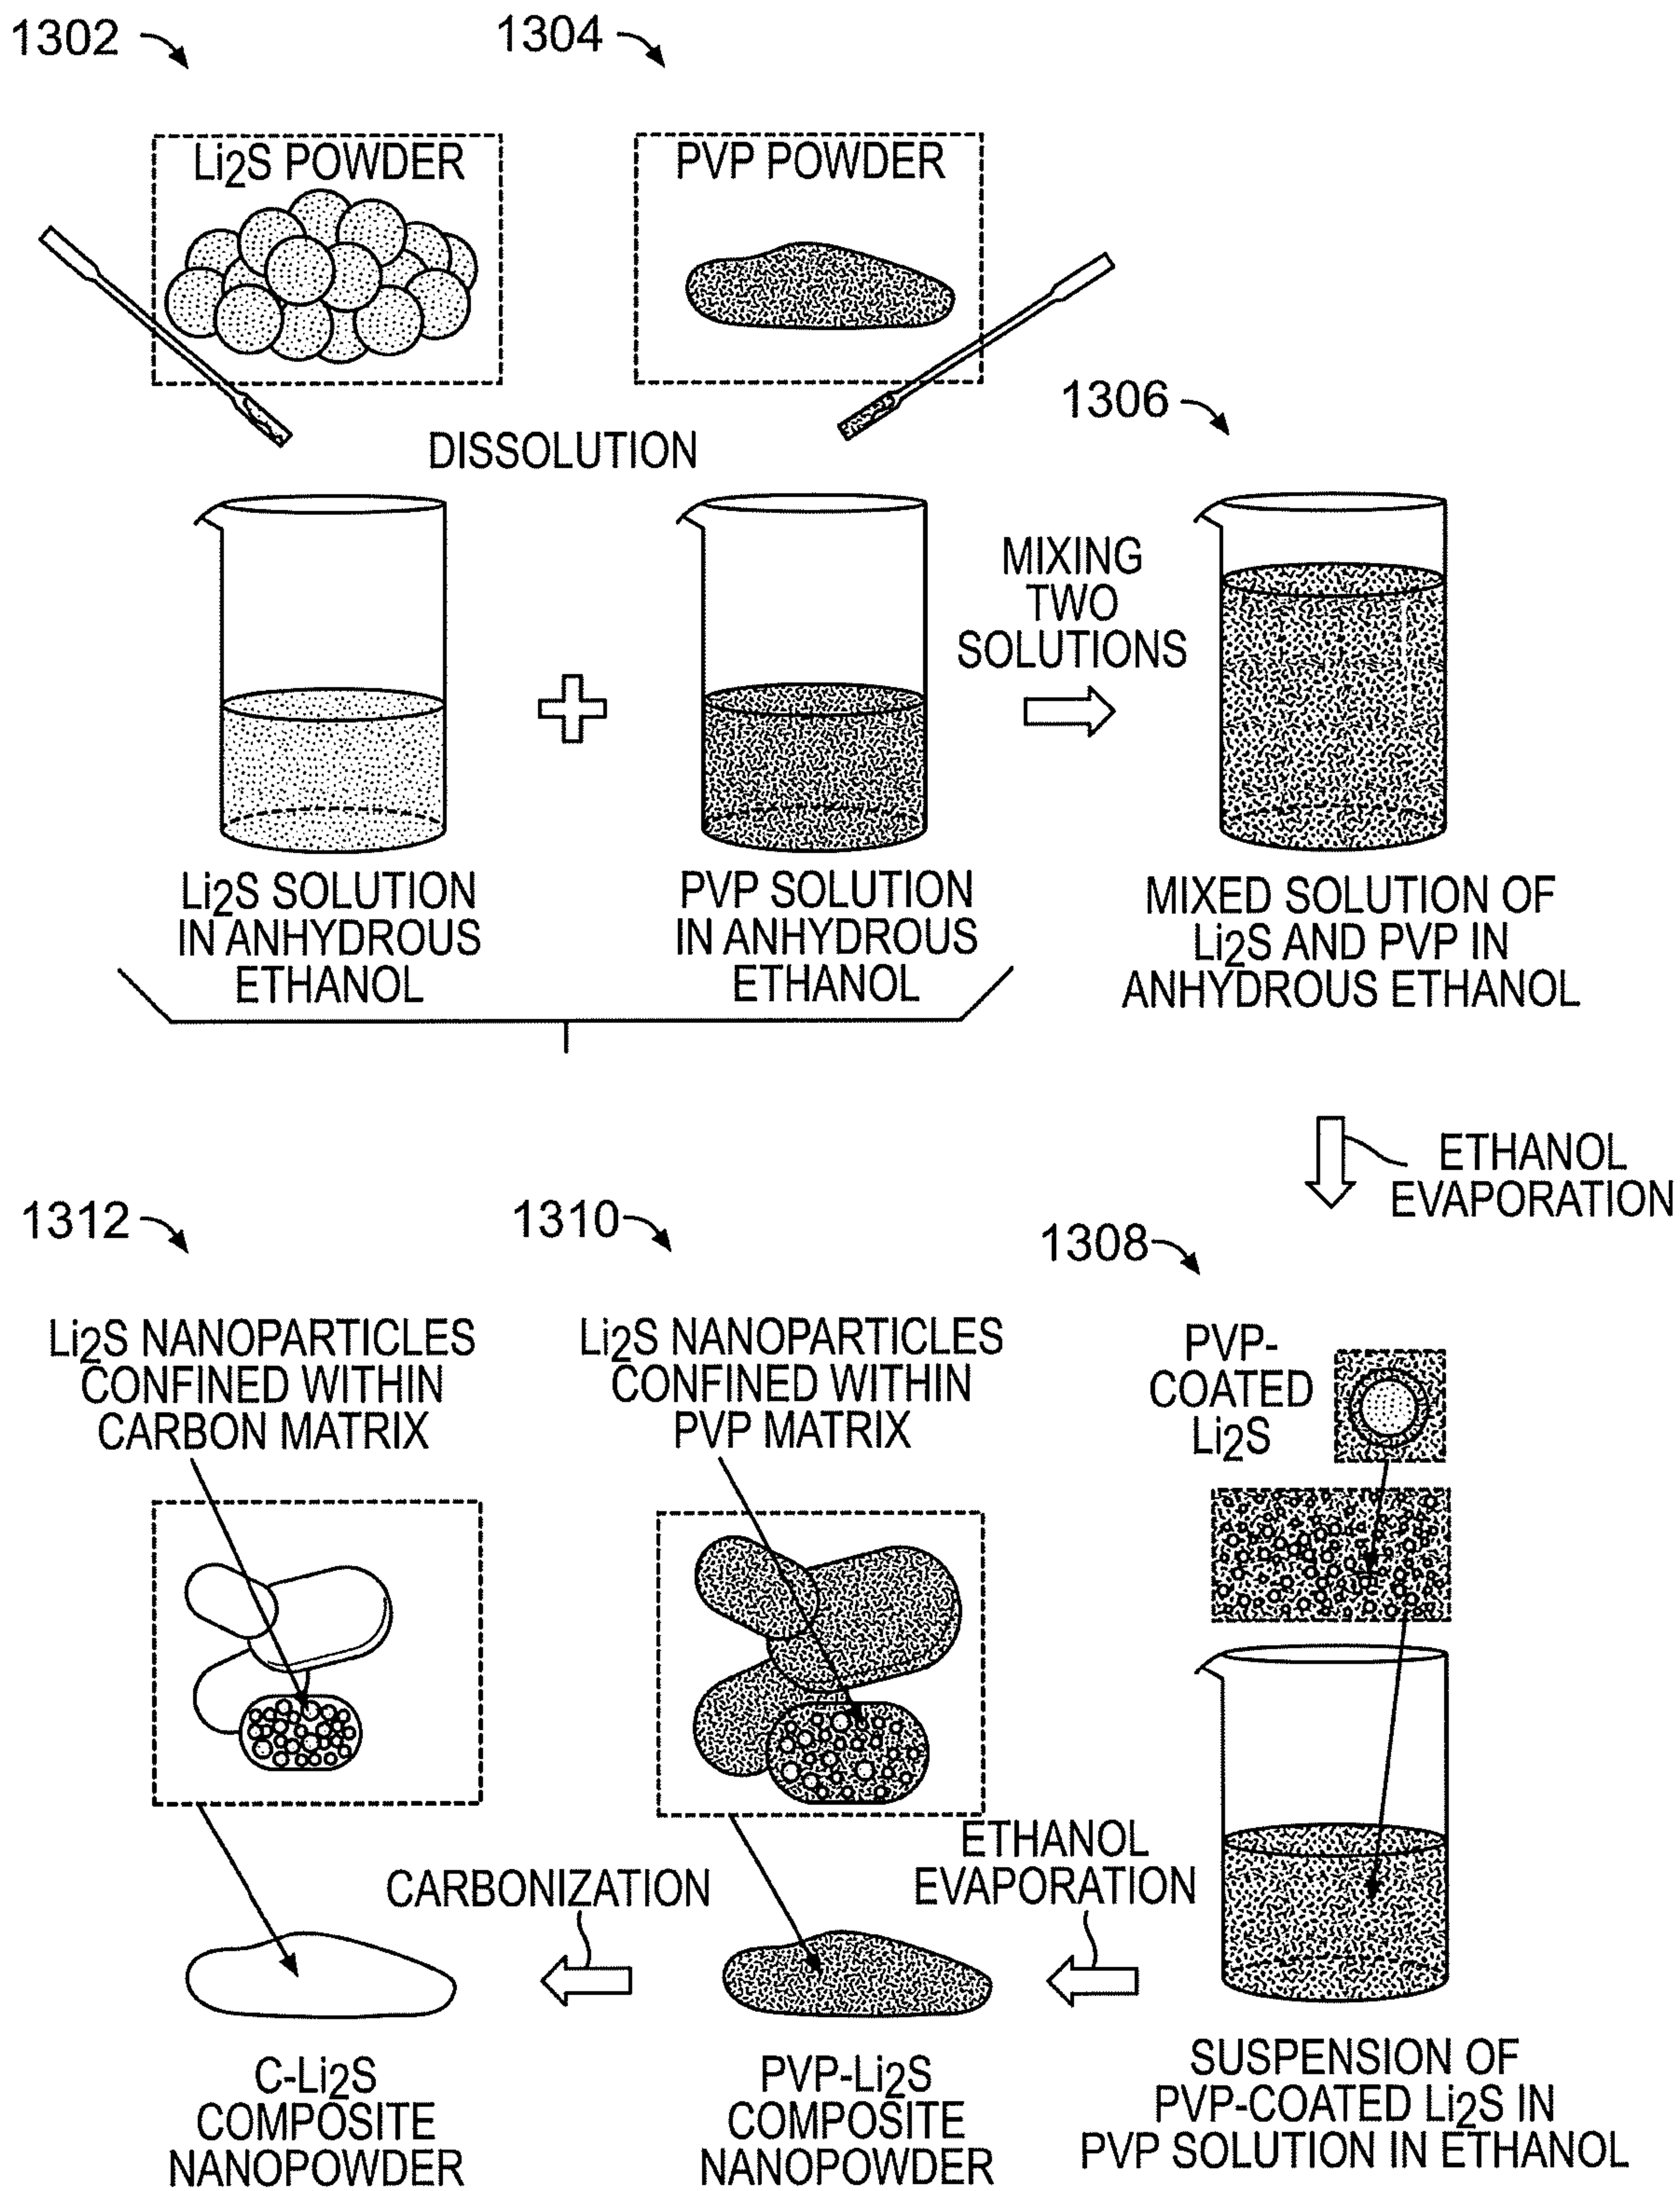 1302
1304
Li2S POWDER
PVP POWDER
DISSOLUTION
1306
MIXING
TWO
SOLUTIONS
Li2S SOLUTION
IN ANHYDROUS
ETHANOL
PVP SOLUTION
IN ANHYDROUS
ETHANOL
MIXED SOLUTION OF
Li2S AND PVP IN
ANHYDROUS ETHANOL
ETHANOL
EVAPORATION
1312
1310
1308
Li2S NANOPARTICLES
CONFINED WITHIN
CARBON MATRIX
Li2S NANOPARTICLES
CONFINED WITHIN
PVP MATRIX
PVP-
COATED
Li2S
CARBONIZATION
ETHANOL
EVAPORATION
C-Li2S
COMPOSITE
NANOPOWDER
PVP-Li2S
COMPOSITE
NANOPOWDER
SUSPENSION OF
PVP-COATED Li2S IN
PVP SOLUTION IN ETHANOL